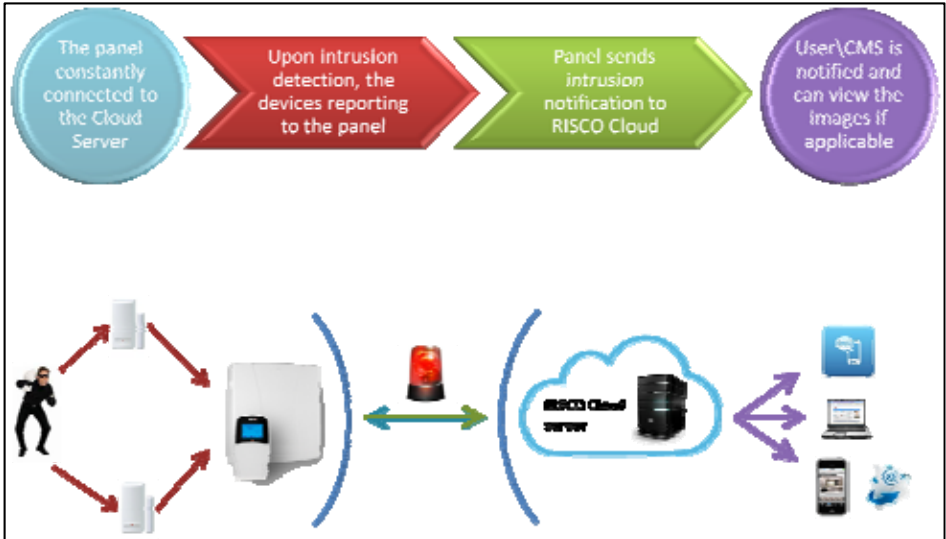 The panel
constantly
connected to
the Cloud
Server
Upon intrusion
detection, the
devices reporting
to the panel
Panel sends
intrusion
notification to
RISCO Cloud
User\CMS is
notified and
can view the
images if
applicable
RISCO Cloud
server